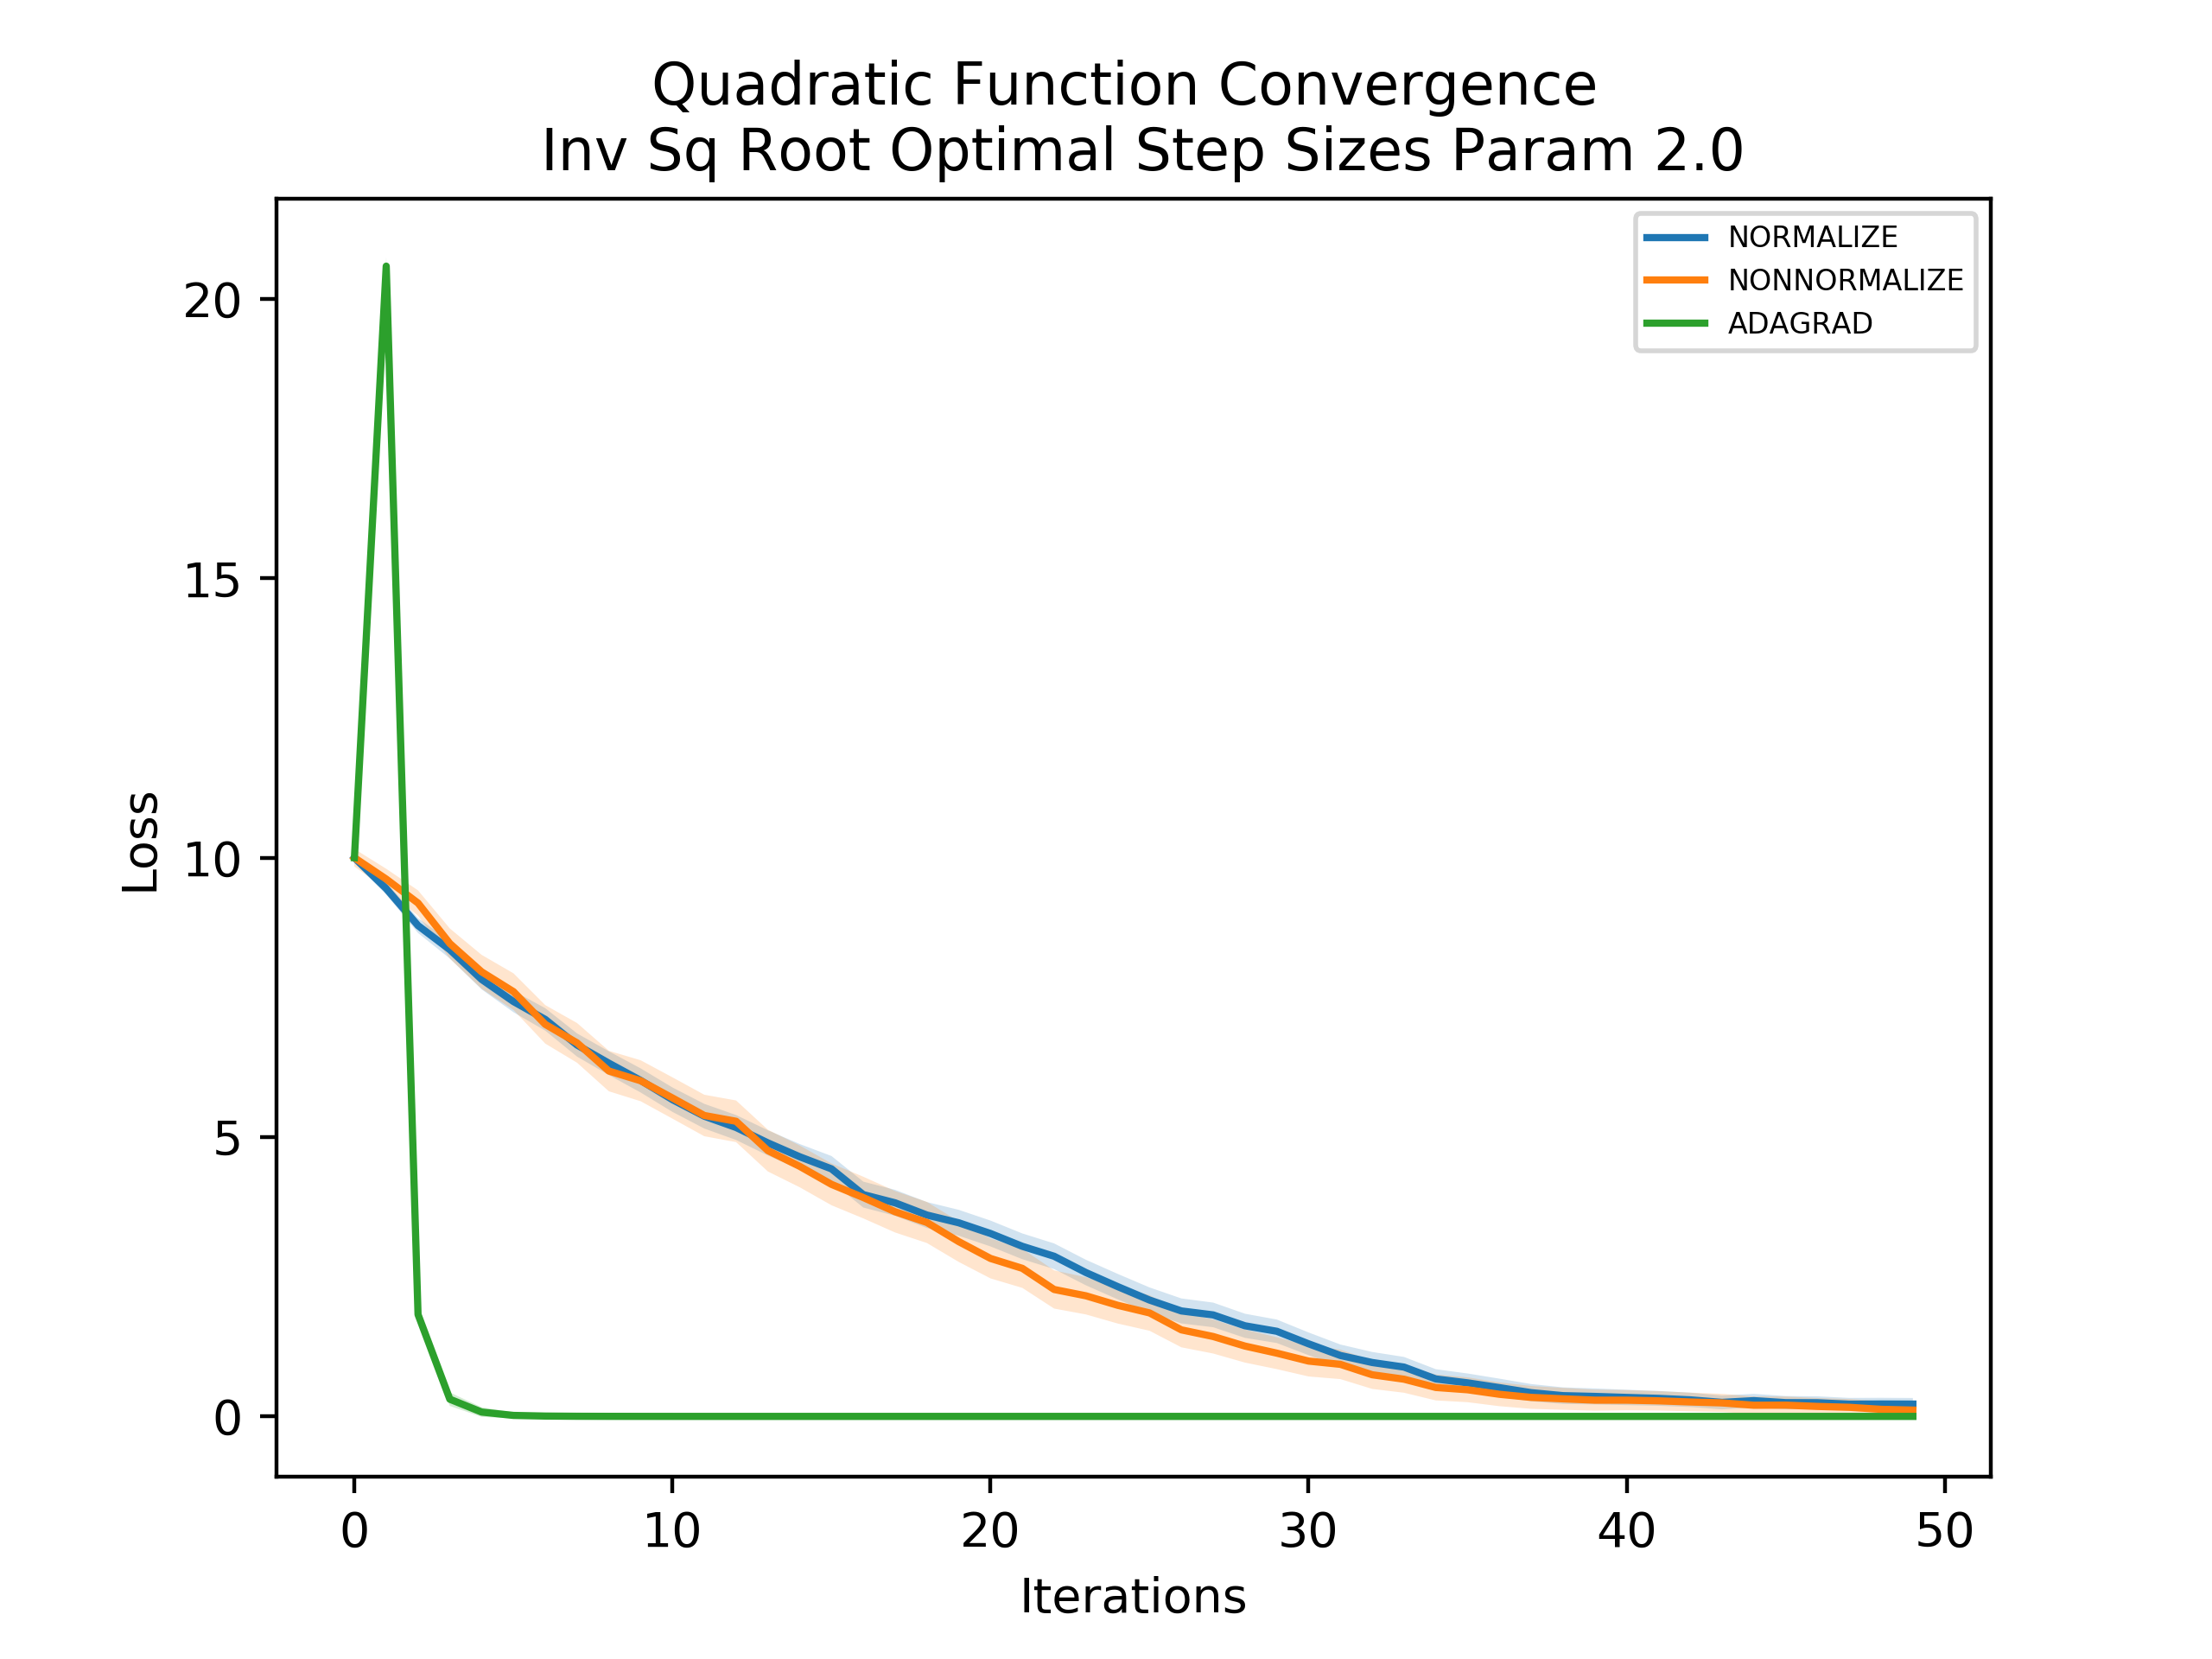 Quadratic Function Convergence
Inv Sq Root Optimal Step Sizes Param 2.0
NORMALIZE
NONNORMALIZE
ADAGRAD
20
15
10
5
0
Loss
0 10 20 30 40 50
Iterations